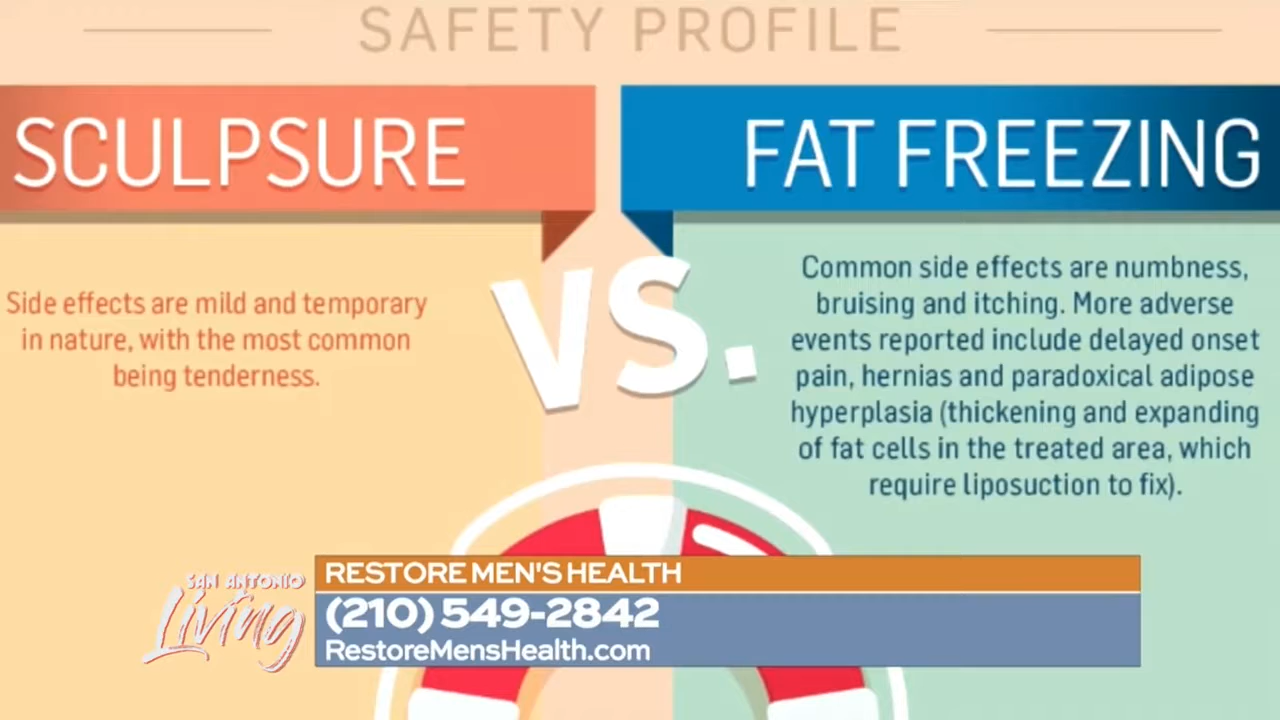 SAFETY PROFILE
SCULPSURE
Side effects are mild and temporary
in nature, with the most common
being tenderness.
VS.
FAT FREEZING
Common side effects are numbness,
bruising and itching. More adverse
events reported include delayed onset
pain, hernias and paradoxical adipose
hyperplasia (thickening and expanding
of fat cells in the treated area, which
require liposuction to fix).
SAN ANTONIO
Living
RESTORE MEN'S HEALTH
(210) 549-2842
RestoreMensHealth.com